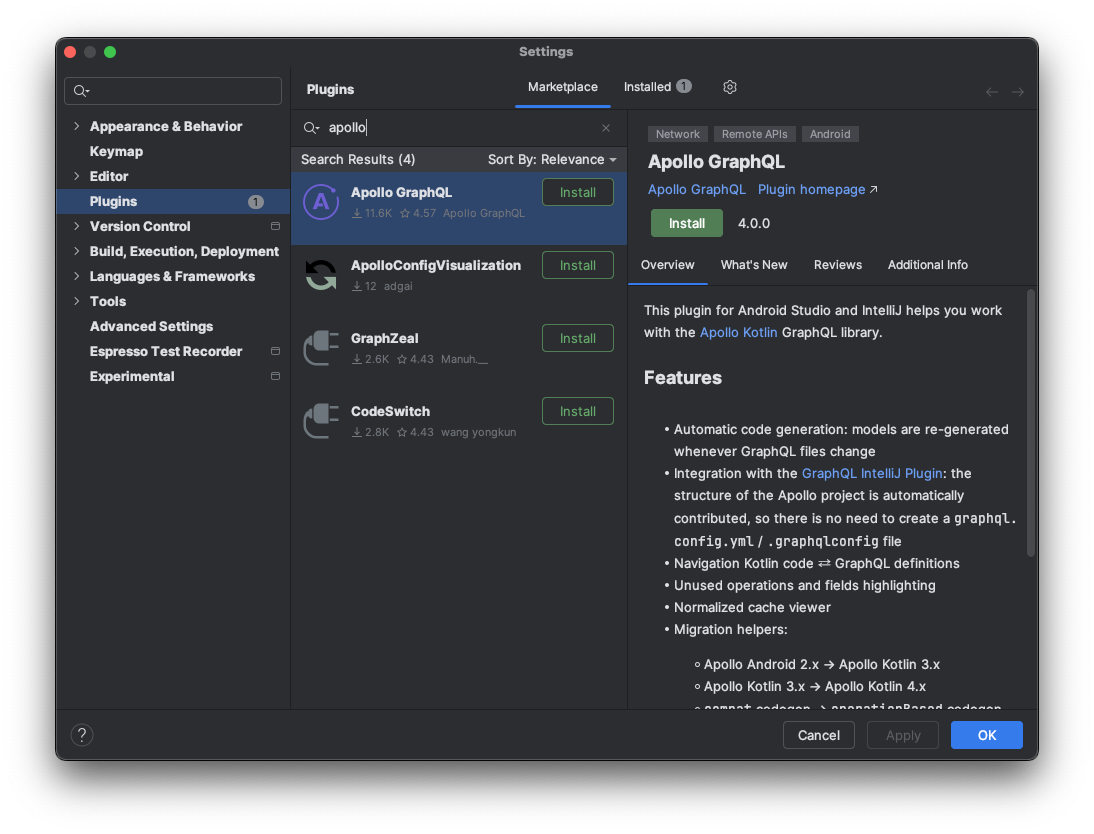 Settings
Appearance & Behavior
Keymap
Editor
Plugins 1
Version Control
Build, Execution, Deployment
Languages & Frameworks
Tools
Advanced Settings
Espresso Test Recorder
Experimental
Plugins
Marketplace
Installed 1
apollo
Search Results (4) Sort By: Relevance
Apollo GraphQL
Install
11.6K 4.57 Apollo GraphQL
ApolloConfigVisualization
Install
12 adgai
GraphZeal
Install
2.6K 4.43 Manuh.__
CodeSwitch
Install
2.8K 4.43 wang yongkun
Network Remote APIs Android
Apollo GraphQL
Apollo GraphQL Plugin homepage ↗
Install 4.0.0
Overview What's New Reviews Additional Info
This plugin for Android Studio and IntelliJ helps you work
with the Apollo Kotlin GraphQL library.
Features
• Automatic code generation: models are re-generated
whenever GraphQL files change
• Integration with the GraphQL IntelliJ Plugin: the
structure of the Apollo project is automatically
contributed, so there is no need to create a graphql.
config.yml / .graphqlconfig file
• Navigation Kotlin code ⇄ GraphQL definitions
• Unused operations and fields highlighting
• Normalized cache viewer
• Migration helpers:
◦ Apollo Android 2.x → Apollo Kotlin 3.x
◦ Apollo Kotlin 3.x → Apollo Kotlin 4.x
◦ compat codegen → operationBased codegen
?
Cancel Apply OK